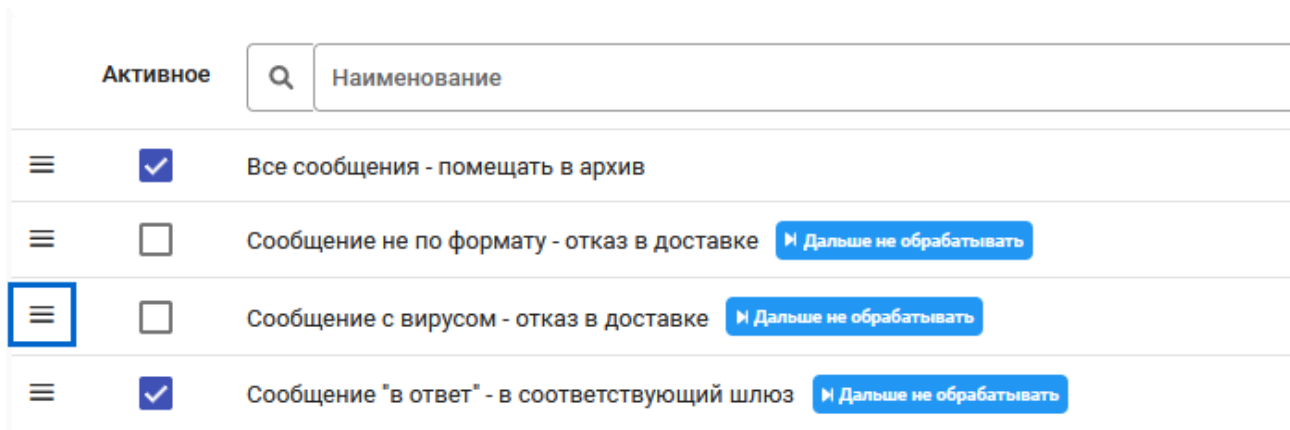 Активное Наименование
Все сообщения - помещать в архив
Сообщение не по формату - отказ в доставке Дальше не обрабатывать
Сообщение с вирусом - отказ в доставке Дальше не обрабатывать
Сообщение "в ответ" - в соответствующий шлюз Дальше не обрабатывать